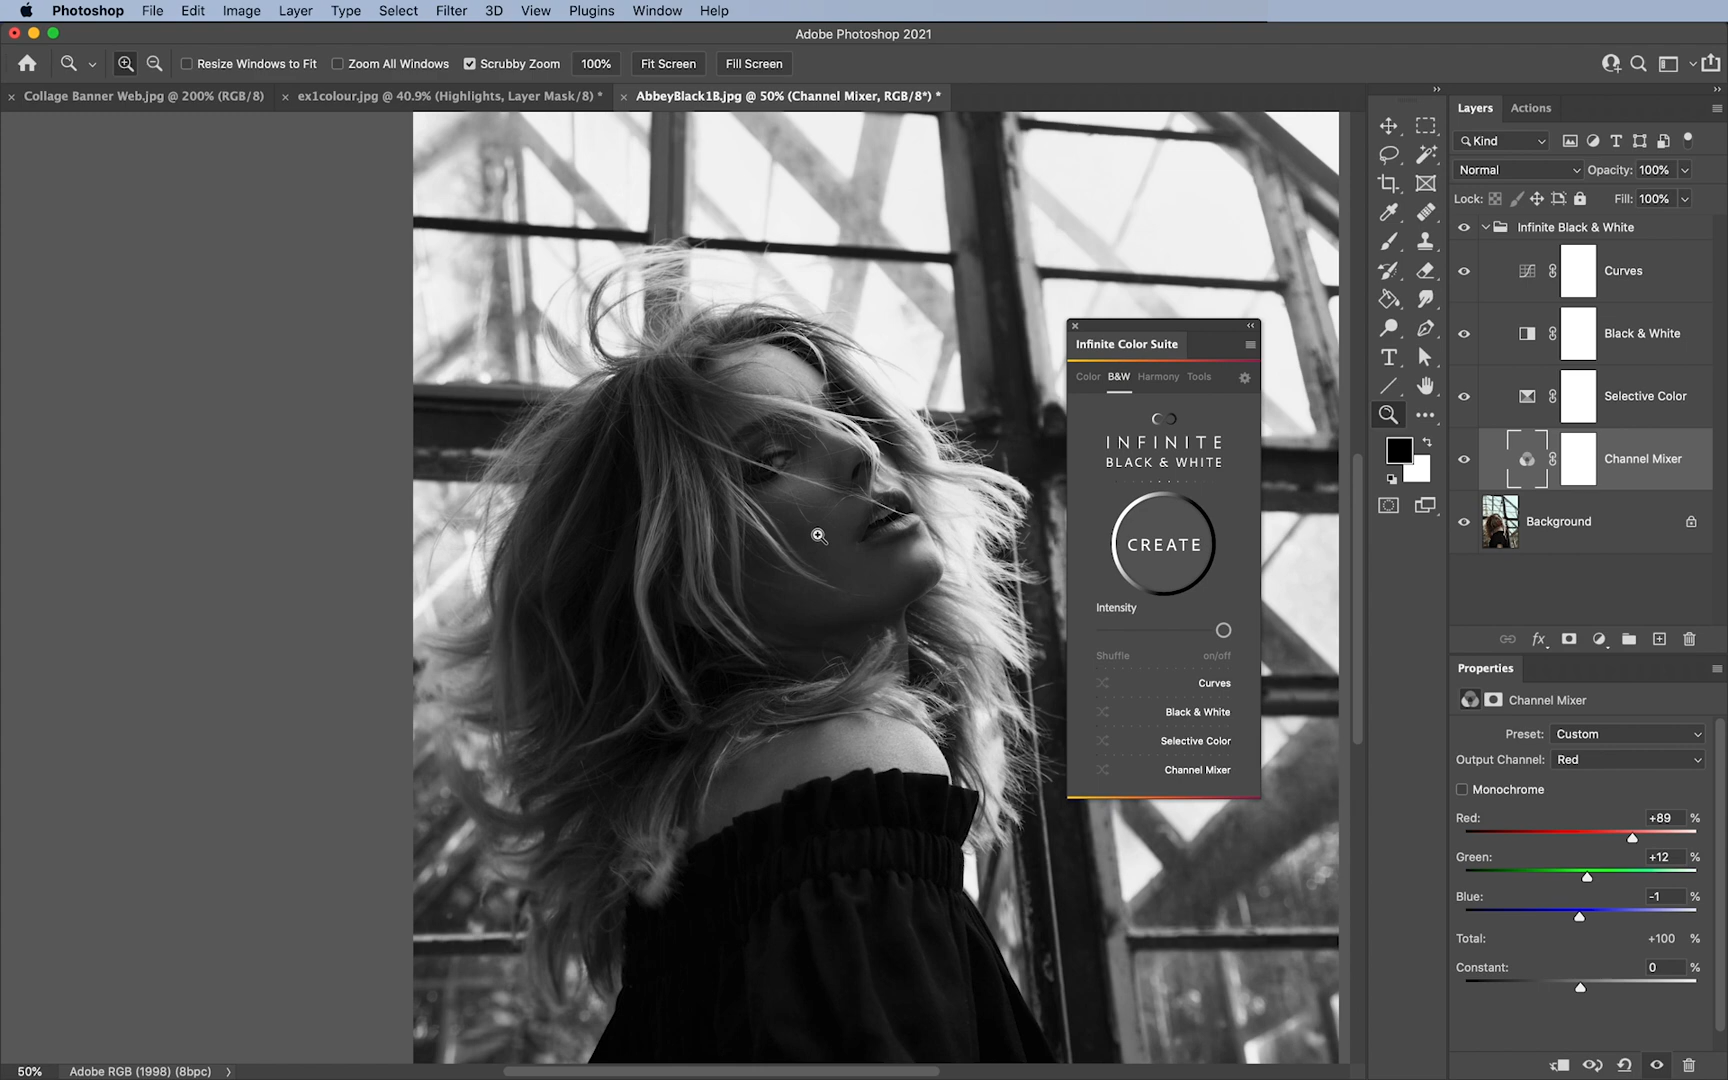 Photoshop File Edit Image Layer Type Select Filter 3D View Plugins Window Help
Adobe Photoshop 2021
Resize Windows to Fit Zoom All Windows Scrubby Zoom 100% Fit Screen Fill Screen
× Collage Banner Web.jpg @ 200% (RGB/8) × ex1colour.jpg @ 40.9% (Highlights, Layer Mask/8) * × AbbeyBlack1B.jpg @ 50% (Channel Mixer, RGB/8*) *
Layers Actions
Kind
Normal Opacity: 100%
Lock: Fill: 100%
Infinite Black & White
Curves
Black & White
Selective Color
Channel Mixer
Background
Infinite Color Suite
Color B&W Harmony Tools
INFINITE
BLACK & WHITE
CREATE
Intensity
Shuffle on/off
Curves
Black & White
Selective Color
Channel Mixer
Properties
Channel Mixer
Preset: Custom
Output Channel: Red
Monochrome
Red: +89 %
Green: +12 %
Blue: -1 %
Total: +100 %
Constant: 0 %
50% Adobe RGB (1998) (8bpc)